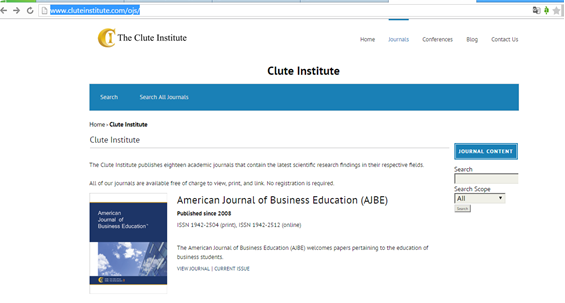 www.cluteinstitute.com/ojs/
The Clute Institute
Home Journals Conferences Blog Contact Us
Clute Institute
Search Search All Journals
Home › Clute Institute
Clute Institute
The Clute Institute publishes eighteen academic journals that contain the latest scientific research findings in their respective fields.
All of our journals are available free of charge to view, print, and link. No registration is required.
American
Journal of
Business Education
American Journal of Business Education (AJBE)
Published since 2008
ISSN 1942-2504 (print), ISSN 1942-2512 (online)
The American Journal of Business Education (AJBE) welcomes papers pertaining to the education of
business students.
VIEW JOURNAL | CURRENT ISSUE
JOURNAL CONTENT
Search
Search Scope
All
Search